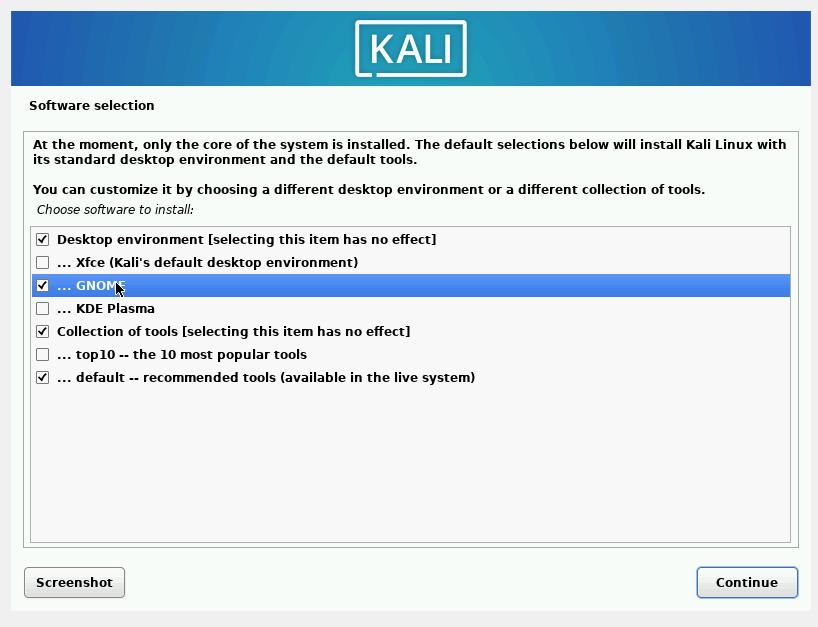 KALI
Software selection
At the moment, only the core of the system is installed. The default selections below will install Kali Linux with
its standard desktop environment and the default tools.
You can customize it by choosing a different desktop environment or a different collection of tools.
Choose software to install:
Desktop environment [selecting this item has no effect]
... Xfce (Kali's default desktop environment)
... GNOME
... KDE Plasma
Collection of tools [selecting this item has no effect]
... top10 -- the 10 most popular tools
... default -- recommended tools (available in the live system)
Screenshot
Continue